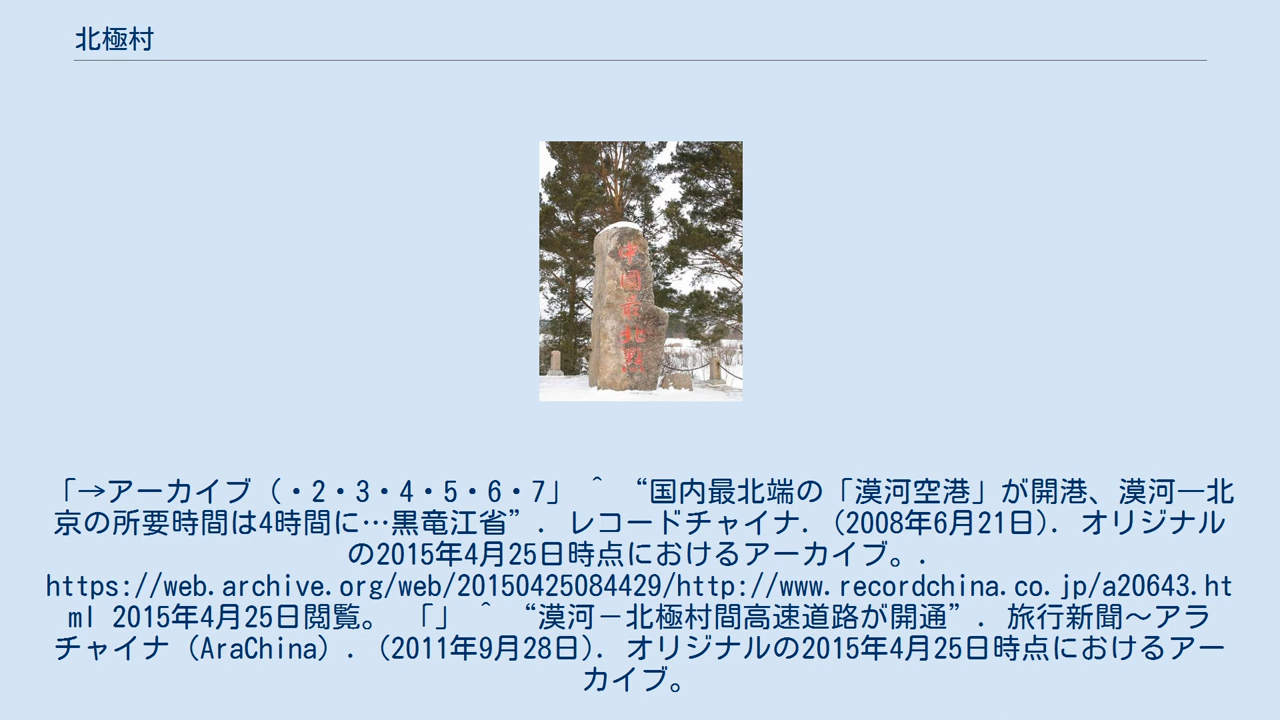 北極村
中
国
最
北
点
「→アーカイブ（・2・3・4・5・6・7」 ＾ “国内最北端の「漠河空港」が開港、漠河―北
京の所要時間は4時間に…黒竜江省”. レコードチャイナ. (2008年6月21日). オリジナル
の2015年4月25日時点におけるアーカイブ。.
https://web.archive.org/web/20150425084429/http://www.recordchina.co.jp/a20643.ht
ml 2015年4月25日閲覧。 「」 ＾ “漠河－北極村間高速道路が開通”. 旅行新聞～アラ
チャイナ（AraChina）. (2011年9月28日). オリジナルの2015年4月25日時点におけるアー
カイブ。